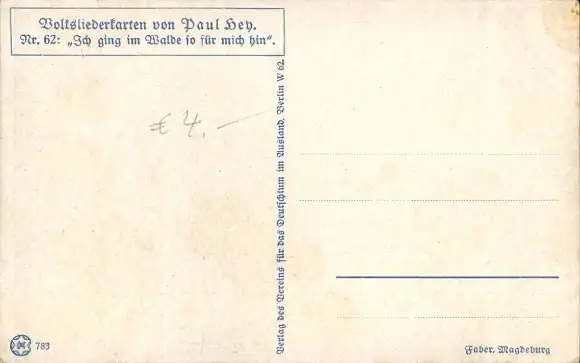 Volksliederkarten von Paul Hey.
Nr. 62: „Ich ging im Walde so für mich hin".
€ 4,—
Verlag des Vereins für das Deutschtum im Ausland, Berlin W 62.
783
Faber, Magdeburg